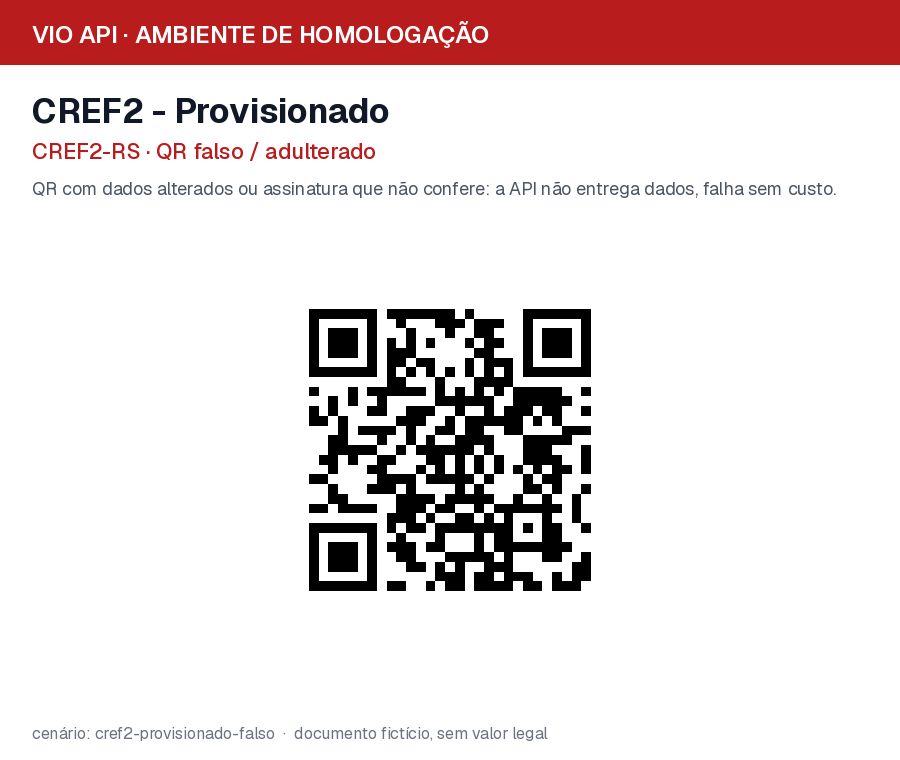 VIO API · AMBIENTE DE HOMOLOGAÇÃO
CREF2 - Provisionado
CREF2-RS · QR falso / adulterado
QR com dados alterados ou assinatura que não confere: a API não entrega dados, falha sem custo.
cenário: cref2-provisionado-falso · documento fictício, sem valor legal